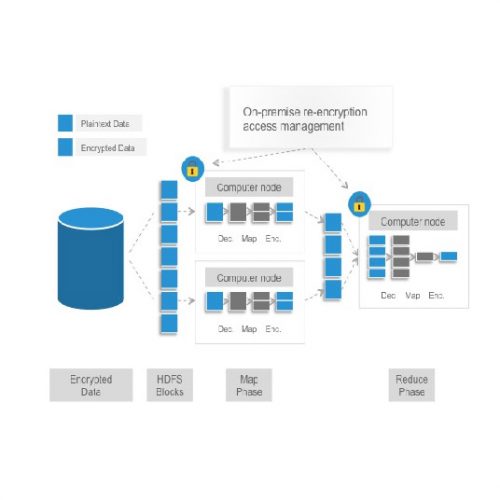 On-premise re-encryption
access management
Plaintext Data
Encrypted Data
Computer node
Dec. Map Enc.
Computer node
Dec. Map Enc.
Computer node
Dec. Map Enc.
Encrypted
Data
HDFS
Blocks
Map
Phase
Reduce
Phase